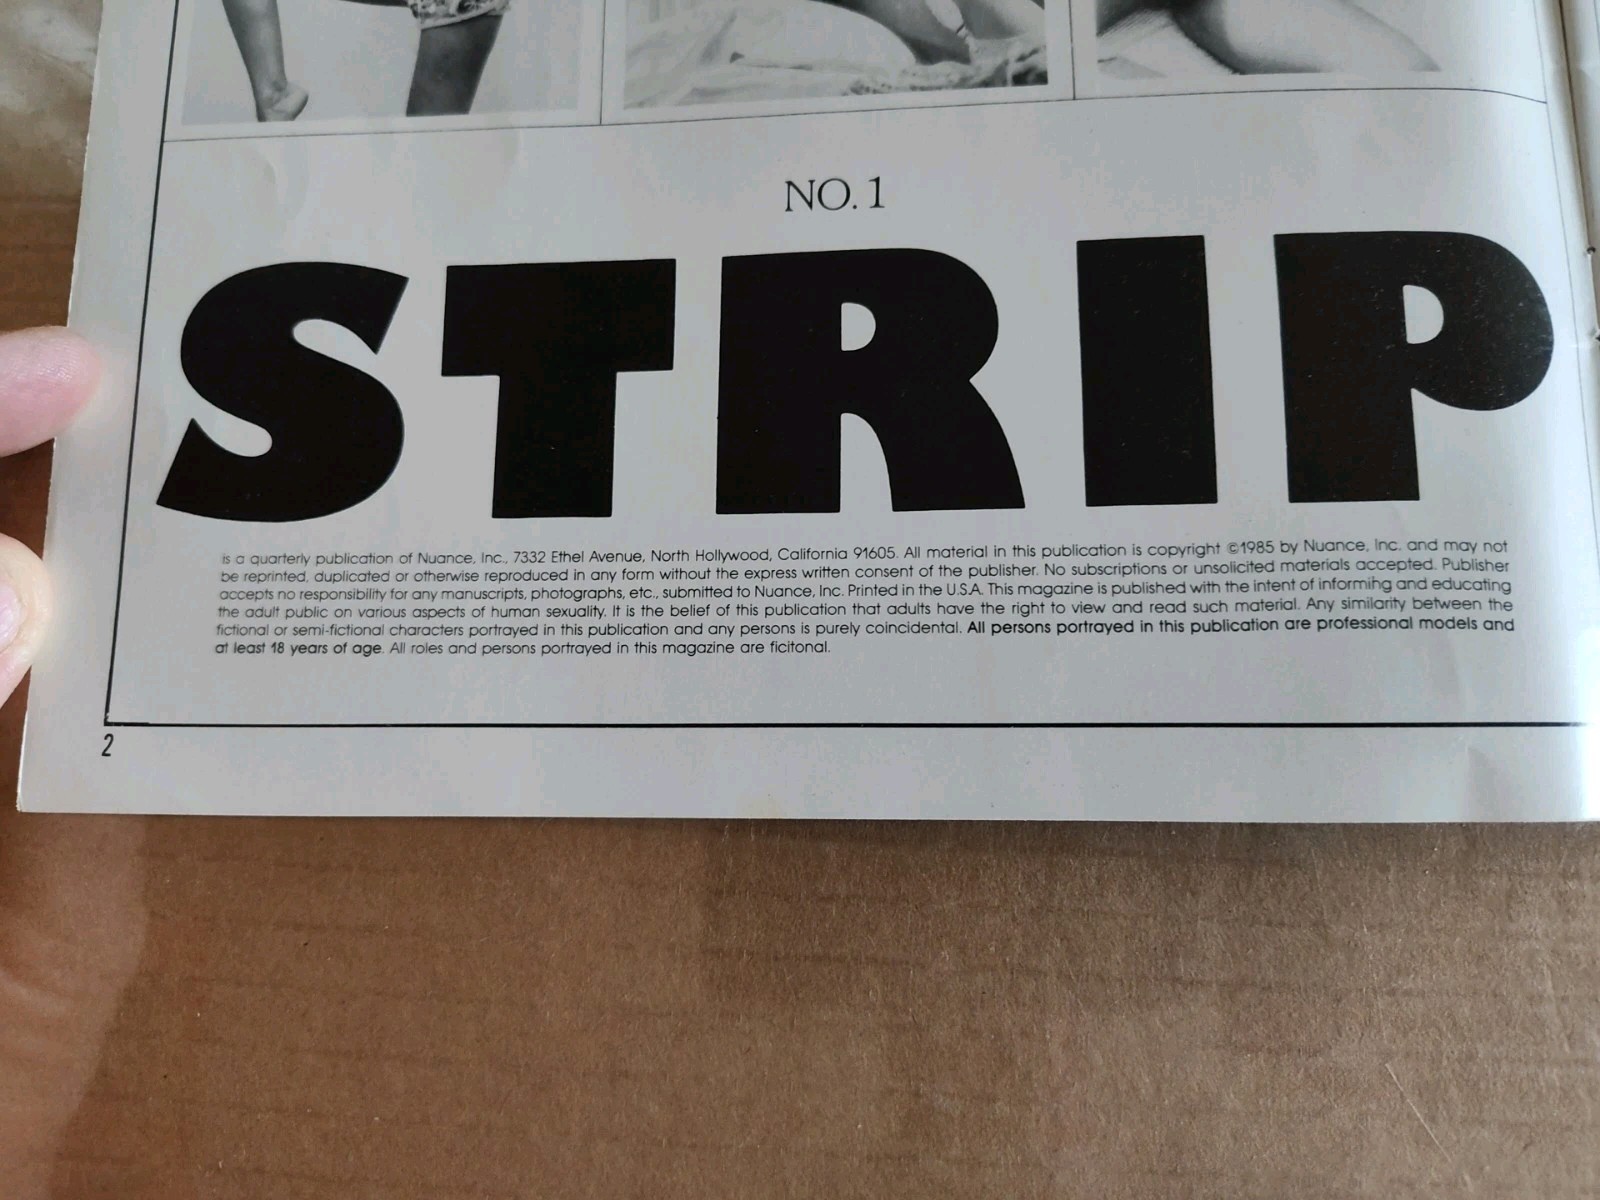 NO. 1
STRIP
is a quarterly publication of Nuance, Inc., 7332 Ethel Avenue, North Hollywood, California 91605. All material in this publication is copyright ©1985 by Nuance, Inc. and may not
be reprinted, duplicated or otherwise reproduced in any form without the express written consent of the publisher. No subscriptions or unsolicited materials accepted. Publisher
accepts no responsibility for any manuscripts, photographs, etc., submitted to Nuance, Inc. Printed in the U.S.A. This magazine is published with the intent of informing and educating
the adult public on various aspects of human sexuality. It is the belief of this publication that adults have the right to view and read such material. Any similarity between the
fictional or semi-fictional characters portrayed in this publication and any persons is purely coincidental. All persons portrayed in this publication are professional models and
at least 18 years of age. All roles and persons portrayed in this magazine are ficitonal.
2